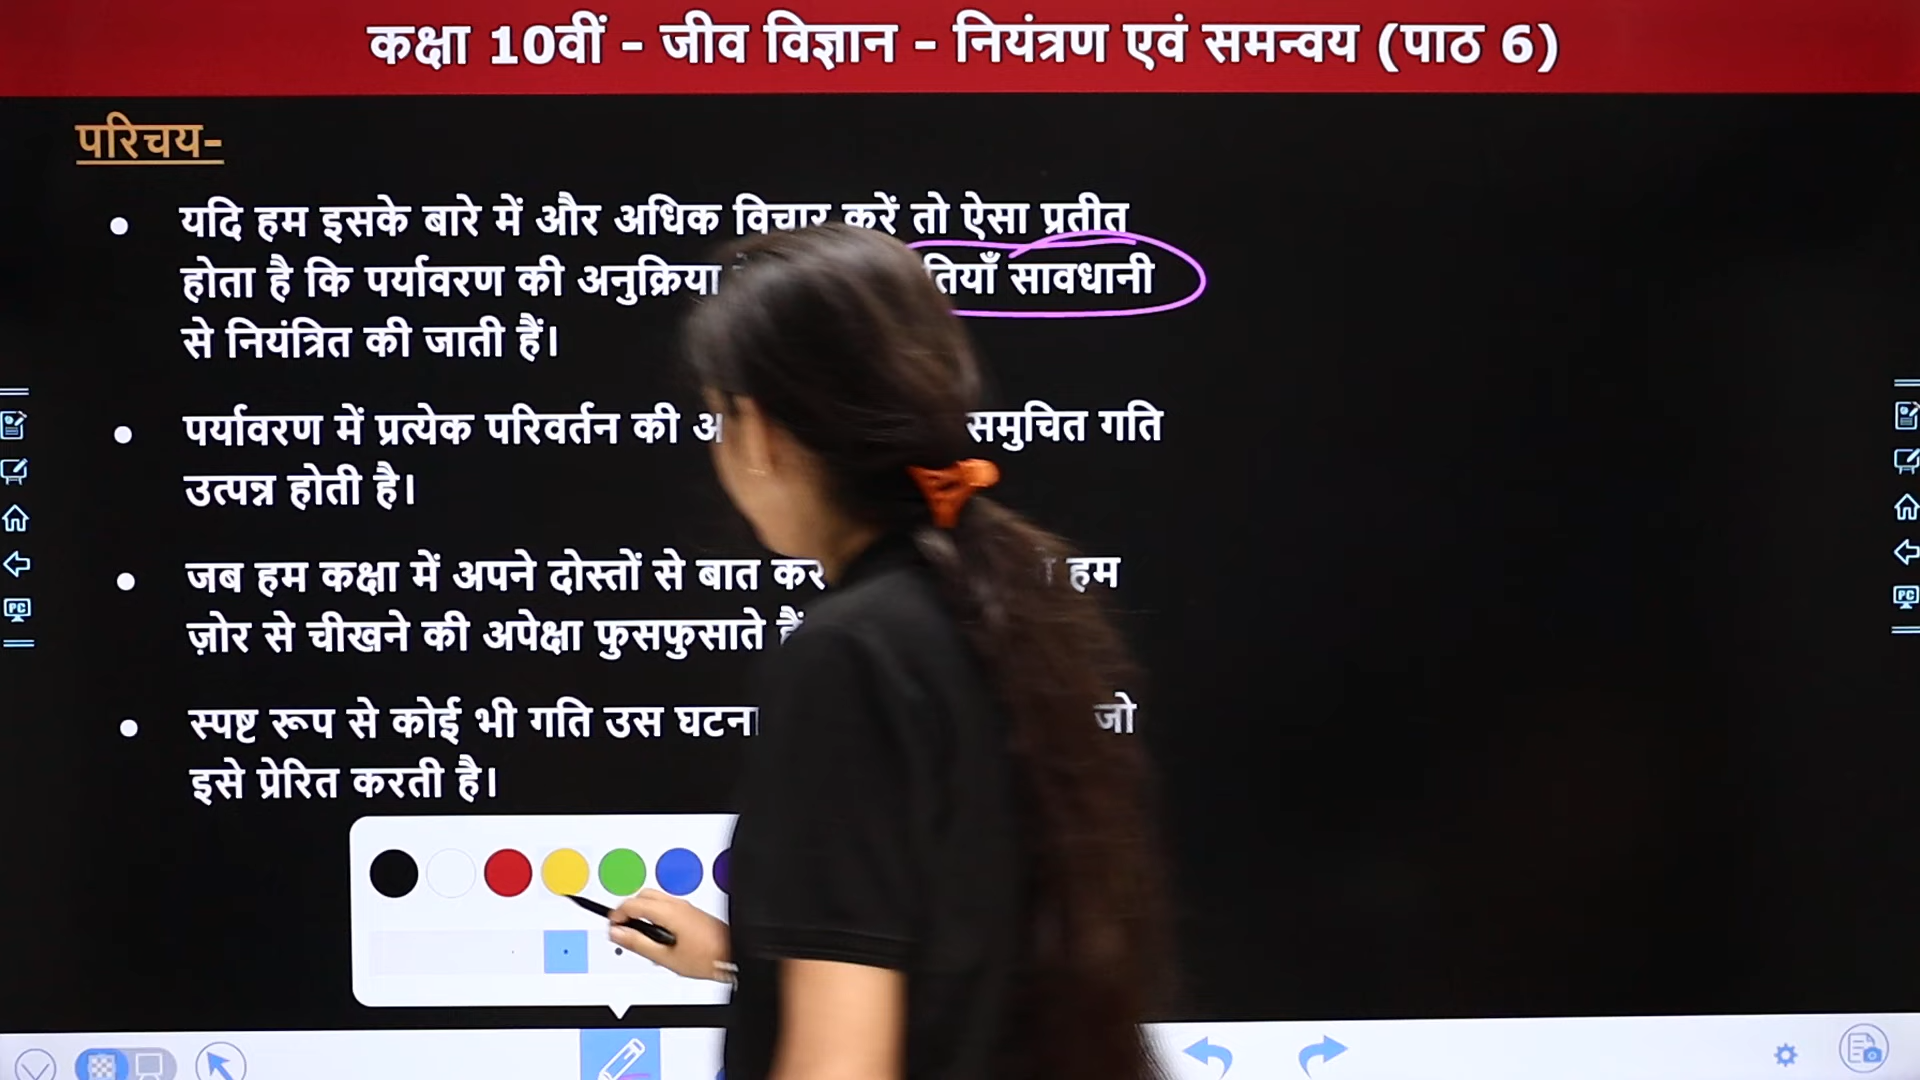 कक्षा 10वीं - जीव विज्ञान - नियंत्रण एवं समन्वय (पाठ 6)
परिचय-
यदि हम इसके बारे में और अधिक विचार करें तो ऐसा प्रतीत
होता है कि पर्यावरण की अनुक्रिया सावधानी
से नियंत्रित की जाती हैं।
पर्यावरण में प्रत्येक परिवर्तन की समुचित गति
उत्पन्न होती है।
जब हम कक्षा में अपने दोस्तों से बात हम
ज़ोर से चीखने की अपेक्षा फुसफुसाते हैं
स्पष्ट रूप से कोई भी गति उस जो
इसे प्रेरित करती है।
PC
PC